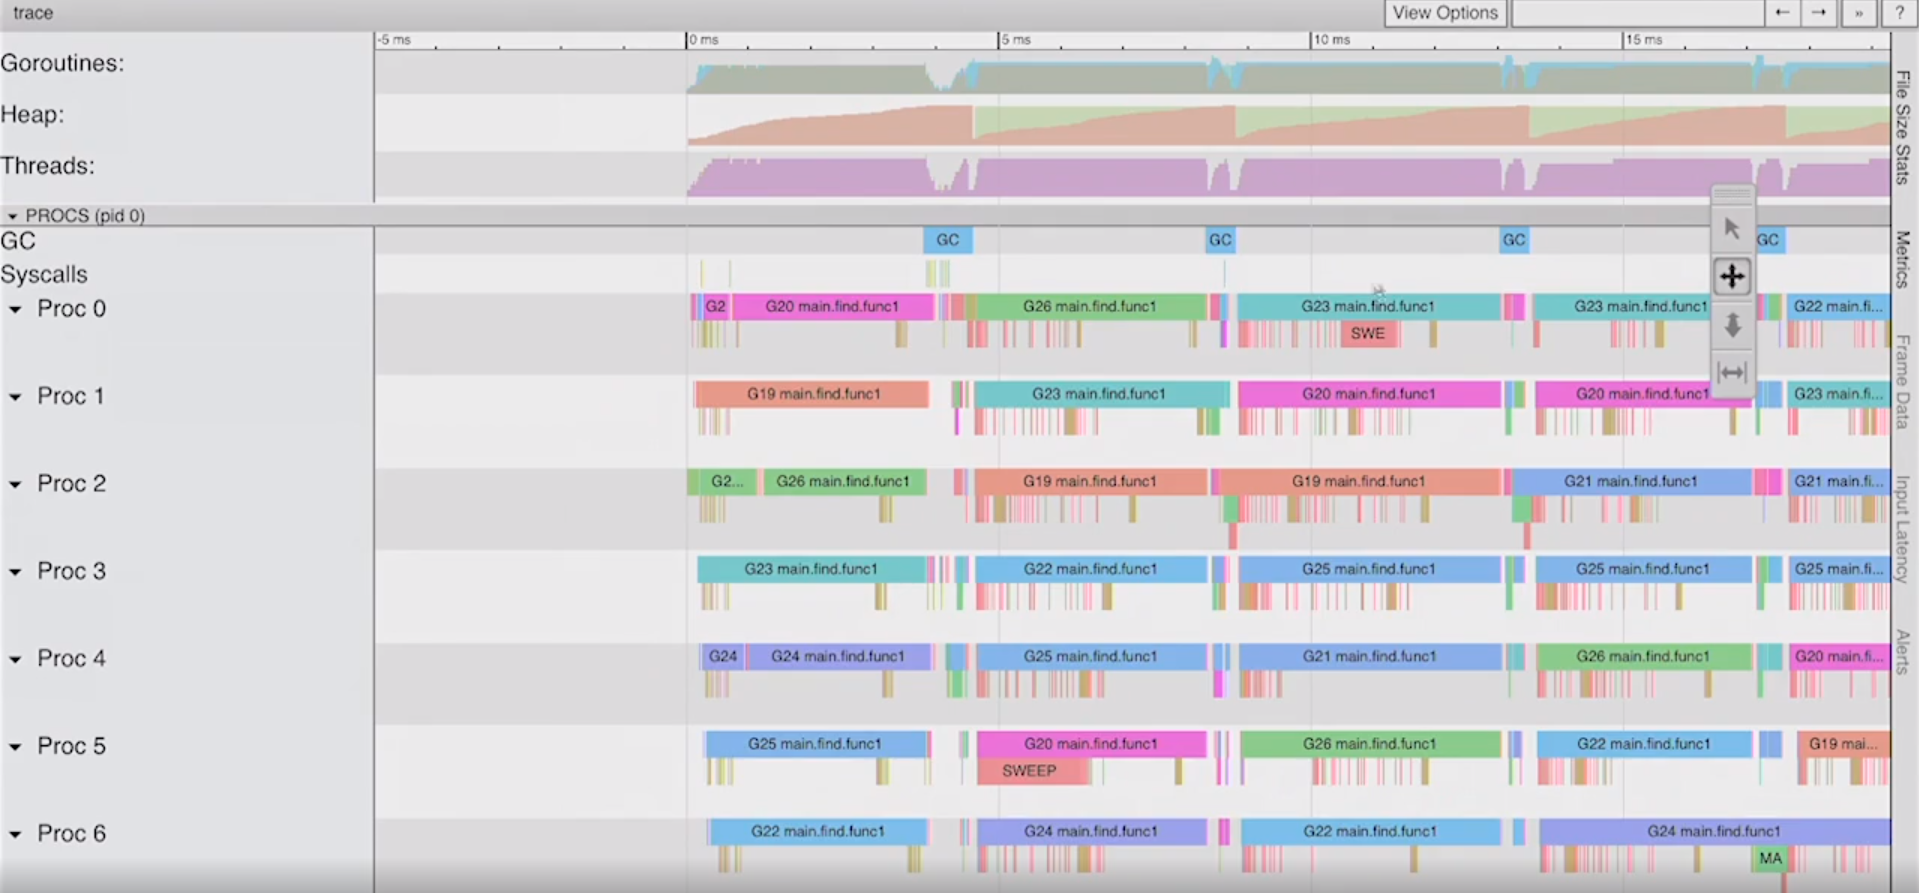 trace View Options ← → » ?
-5 ms 0 ms 5 ms 10 ms 15 ms
Goroutines:
Heap:
Threads:
File Size Stats
PROCS (pid 0)
GC GC GC GC GC
Metrics
Syscalls
Proc 0 G2 G20 main.find.func1 G26 main.find.func1 G23 main.find.func1 G23 main.find.func1 G22 main.fi...
SWE
Frame Data
Proc 1 G19 main.find.func1 G23 main.find.func1 G20 main.find.func1 G20 main.find.func1 G23 main.fi...
Proc 2 G2... G26 main.find.func1 G19 main.find.func1 G19 main.find.func1 G21 main.find.func1 G21 main.fi...
Input Latency
Proc 3 G23 main.find.func1 G22 main.find.func1 G25 main.find.func1 G25 main.find.func1 G25 main.fi...
Proc 4 G24 G24 main.find.func1 G25 main.find.func1 G21 main.find.func1 G26 main.find.func1 G20 main.fi...
Alerts
Proc 5 G25 main.find.func1 G20 main.find.func1 G26 main.find.func1 G22 main.find.func1 G19 mai...
SWEEP
Proc 6 G22 main.find.func1 G24 main.find.func1 G22 main.find.func1 G24 main.find.func1
MA